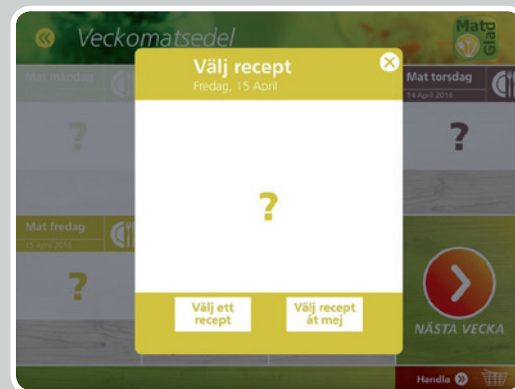 Veckomatsedel
Mat
Glad
Välj recept
Fredag, 15 April
?
Mat måndag
?
Mat torsdag
14 April 2016
?
Mat fredag
15 April 2016
?
Välj ett
recept
Välj recept
åt mej
NÄSTA VECKA
Handla